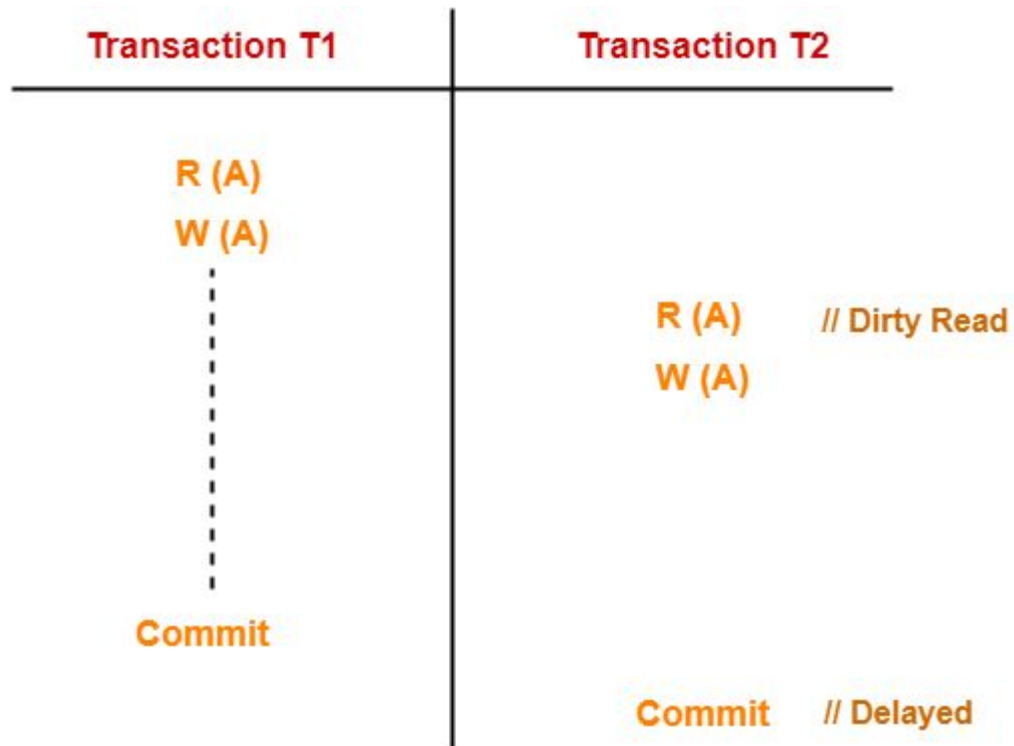 Transaction T1
Transaction T2
R (A)
W (A)
R (A) // Dirty Read
W (A)
Commit
Commit // Delayed